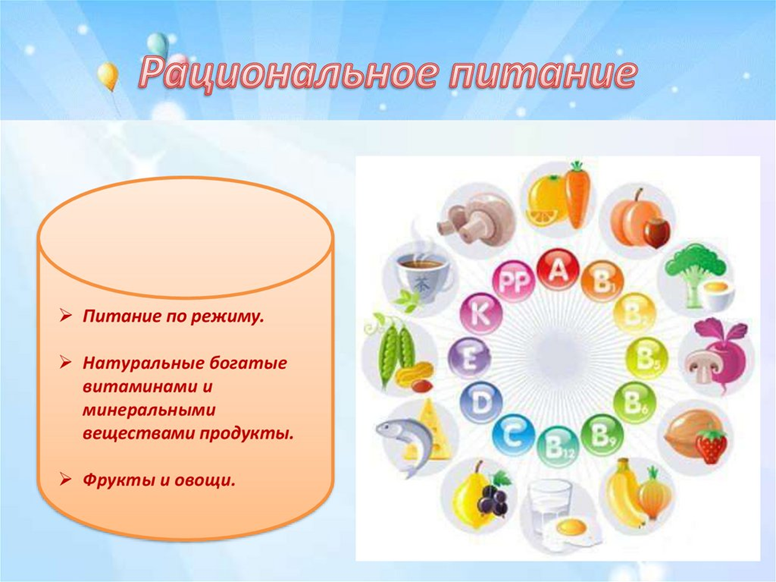 Рациональное питание
Питание по режиму.
Натуральные богатые
витаминами и
минеральными
веществами продукты.
Фрукты и овощи.
A
B1
PP
B2
K
B5
E
B6
D
B9
C
B12
茶